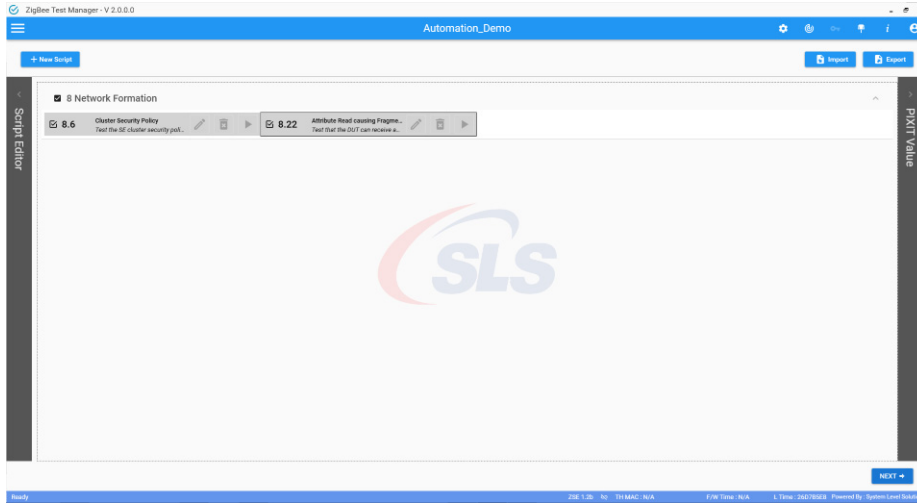 ZigBee Test Manager - V 2.0.0.0
Automation_Demo
+ New Script
Import
Export
Script Editor
8 Network Formation
8.6
Cluster Security Policy
Test the SE cluster security poli...
8.22
Attribute Read causing Fragme...
Test that the DUT can receive a...
PIXIT Value
SLS
NEXT →
Ready
ZSE 1.2b
TH MAC : N/A
F/W Time : N/A
Powered By : System Level Soluti